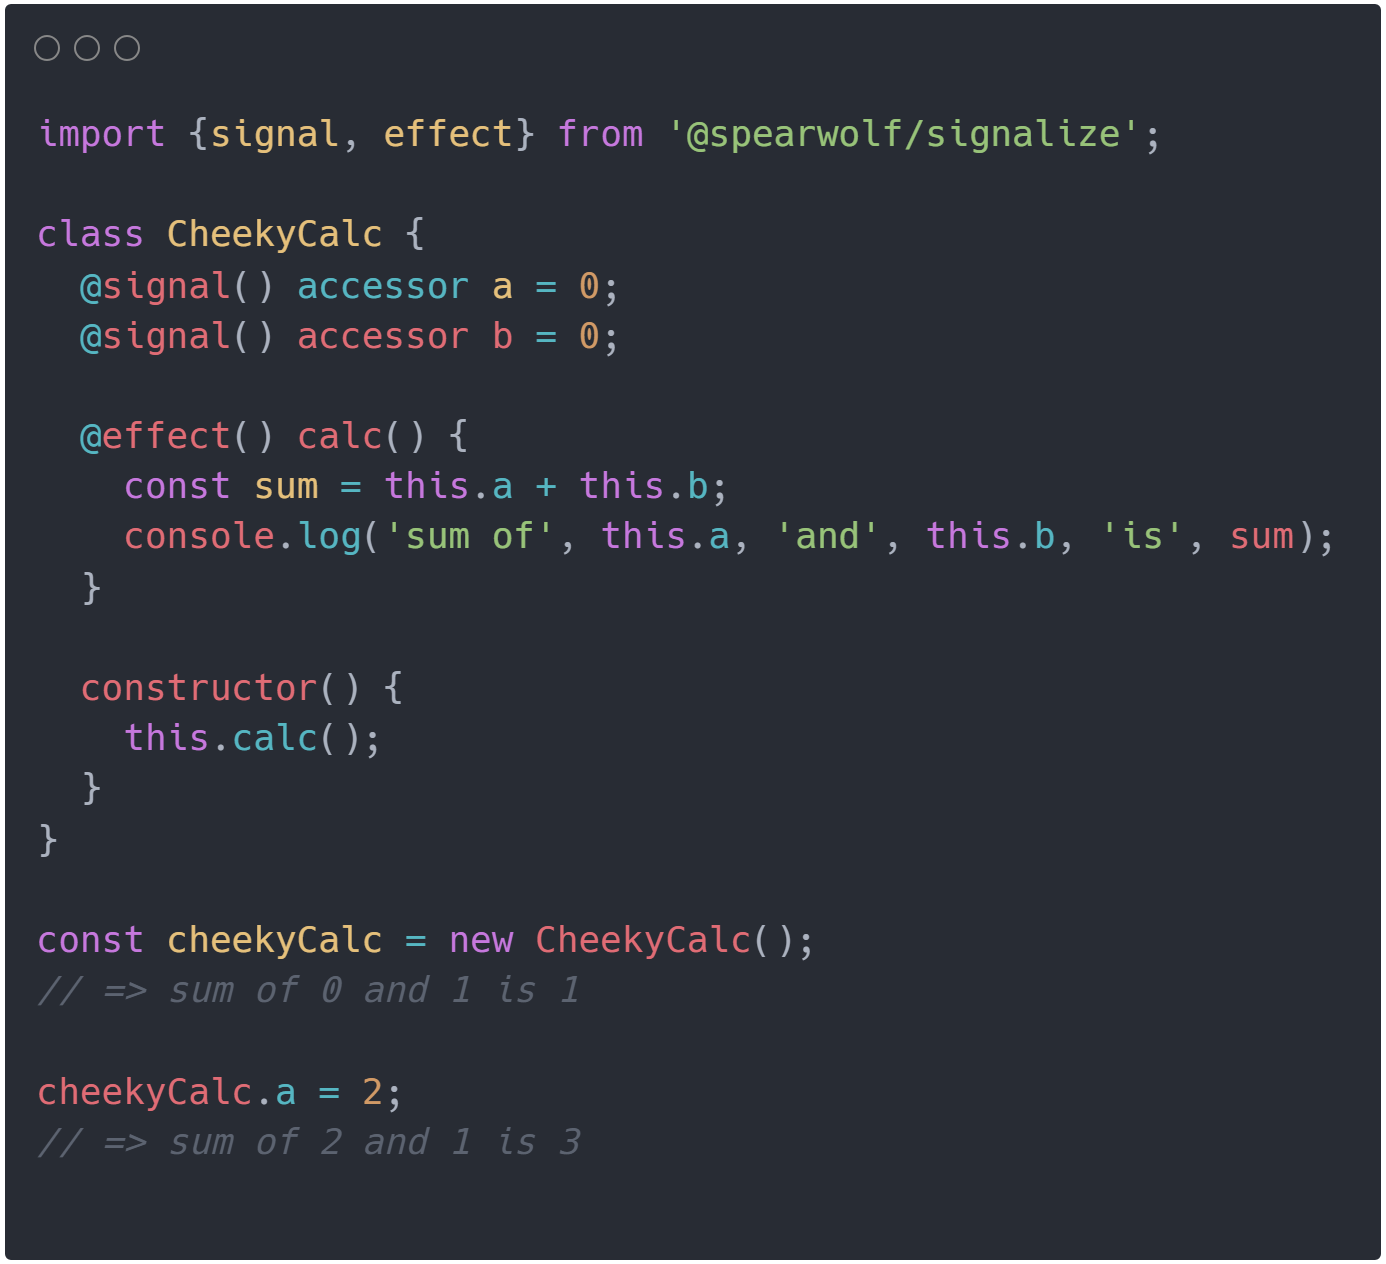 import {signal, effect} from '@spearwolf/signalize';
class CheekyCalc {
@signal() accessor a = 0;
@signal() accessor b = 0;
@effect() calc() {
const sum = this.a + this.b;
console.log('sum of', this.a, 'and', this.b, 'is', sum);
}
constructor() {
this.calc();
}
}
const cheekyCalc = new CheekyCalc();
// => sum of 0 and 1 is 1
cheekyCalc.a = 2;
// => sum of 2 and 1 is 3